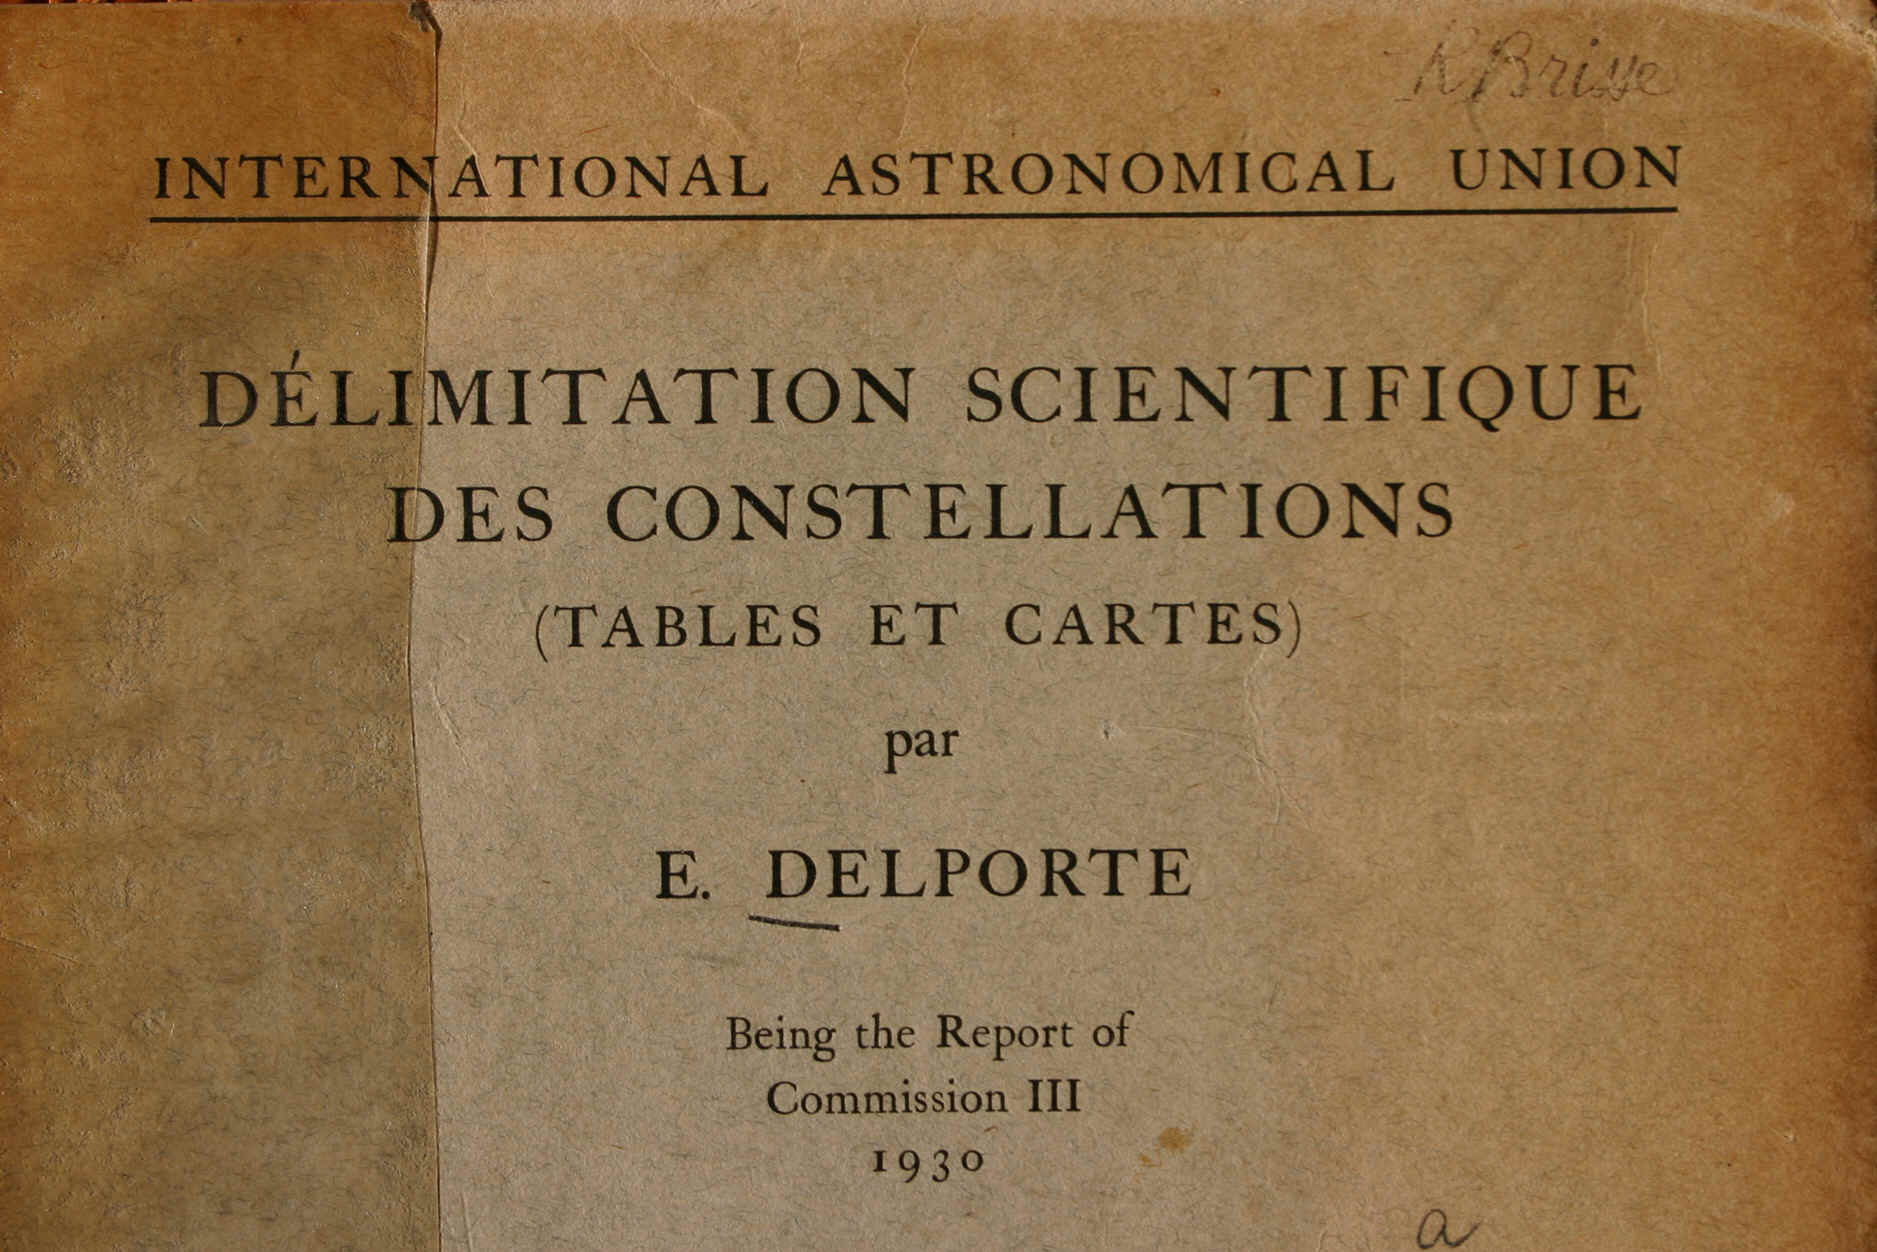 R Brisse
INTERNATIONAL ASTRONOMICAL UNION
DÉLIMITATION SCIENTIFIQUE
DES CONSTELLATIONS
(TABLES ET CARTES)
par
E. DELPORTE
Being the Report of
Commission III
1930
a